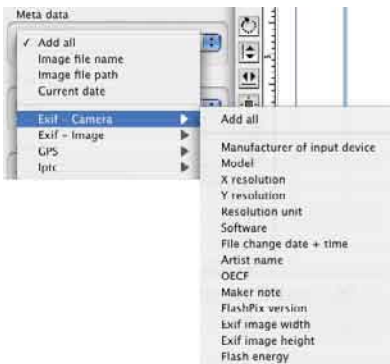 Meta data
✓ Add all
Image file name
Image file path
Current date
Exif - Camera
Exif - Image
GPS
Iptc
Add all
Manufacturer of input device
Model
X resolution
Y resolution
Resolution unit
Software
File change date + time
Artist name
OECF
Maker note
FlashPix version
Exif image width
Exif image height
Flash energy